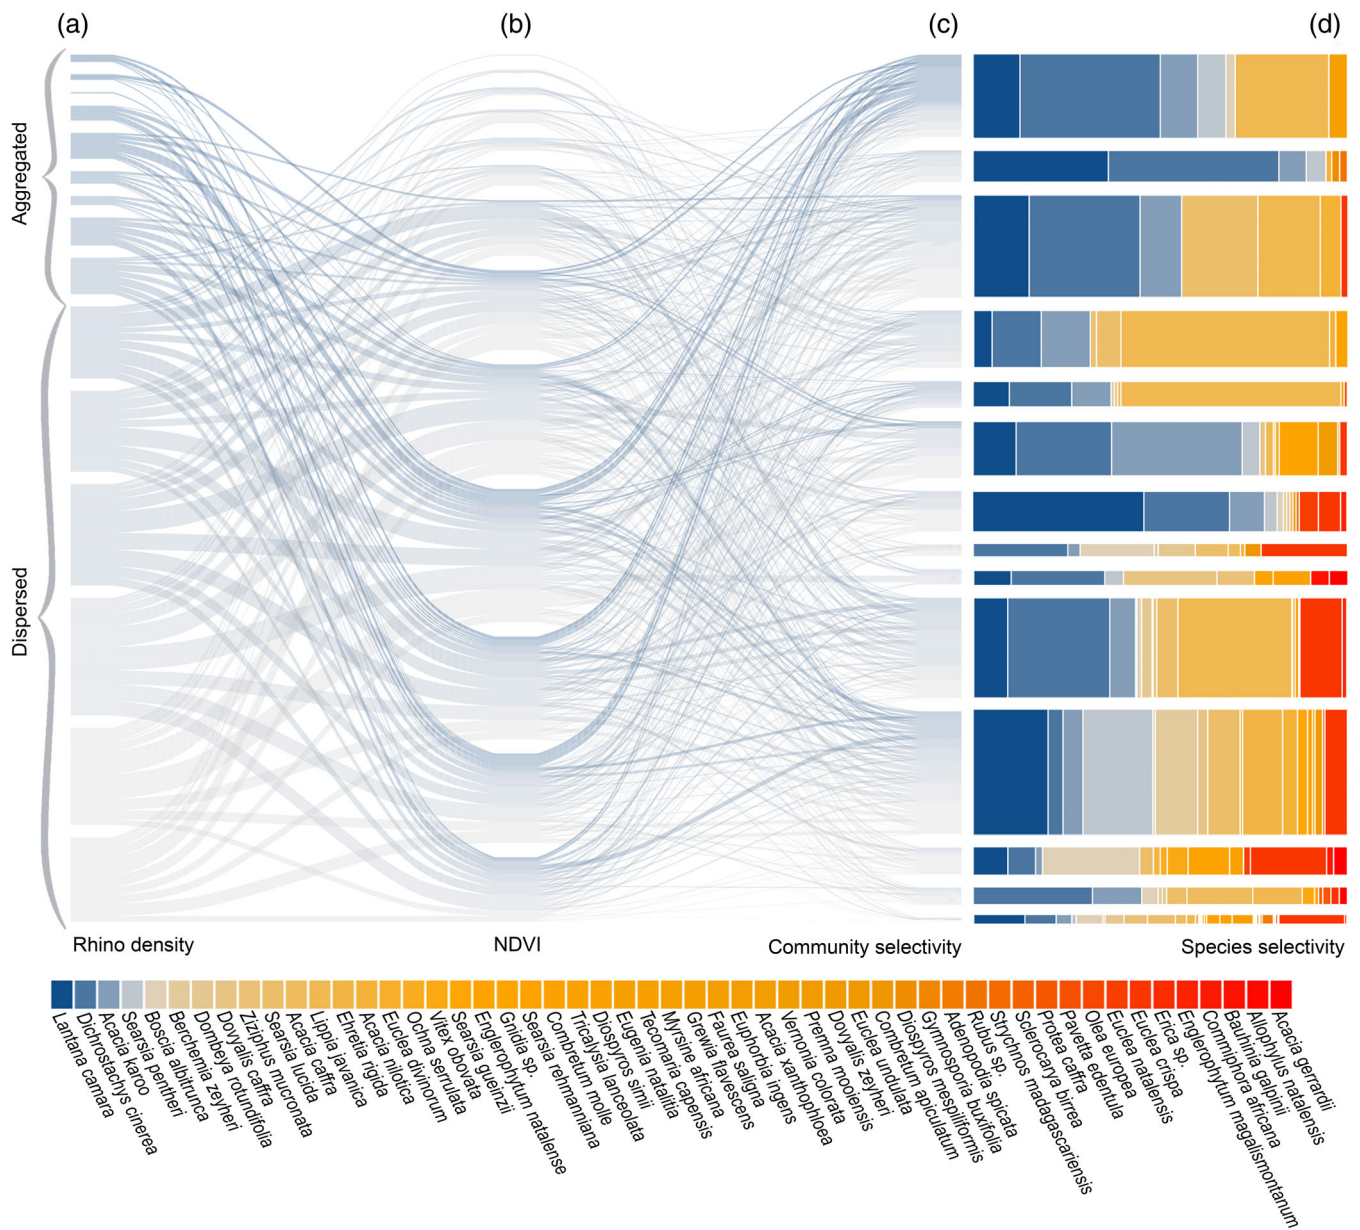 (a)
(b)
(c)
(d)
Aggregated
Dispersed
Rhino density
NDVI
Community selectivity
Species selectivity
Lantana camara
Dichrostachys cinerea
Acacia karoo
Searsia pentheri
Boscia albitrunca
Berchemia zeyheri
Dombeya rotundifolia
Dovyalis caffra
Ziziphus mucronata
Searsia lucida
Acacia caffra
Lippia javanica
Ehretia rigida
Acacia nilotica
Euclea divinorum
Ochna serrulata
Vitex obovata
Searsia gueinzii
Englerophytum natalense
Gnidia sp.
Searsia rehmanniana
Combretum molle
Tricalysia lanceolata
Diospyros simii
Eugenia natalitia
Tecomaria capensis
Myrsine africana
Grewia flavescens
Faurea saligna
Euphorbia ingens
Acacia xanthophloea
Vernonia colorata
Premna mooiensis
Dovyalis zeyheri
Euclea undulata
Combretum apiculatum
Diospyros mespiliformis
Gymnosporia buxifolia
Adenopodia spicata
Rubus sp.
Strychnos madagascariensis
Sclerocarya birrea
Protea caffra
Pavetta edentula
Olea europea
Euclea natalensis
Euclea crispa
Erica sp.
Englerophytum magalismontanum
Commiphora africana
Bauhinia galpinii
Allophylus natalensis
Acacia gerrardii